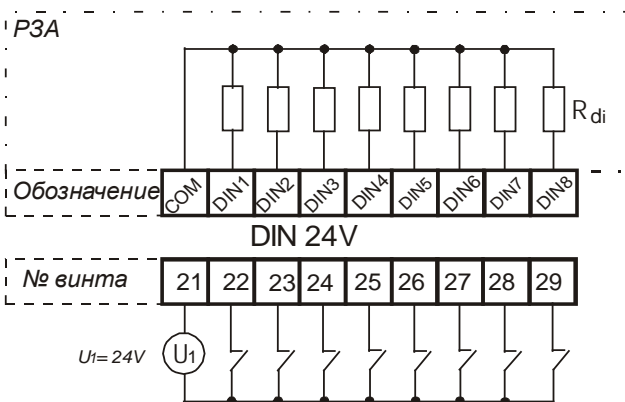 РЗА
Rdi
Обозначение COM DIN1 DIN2 DIN3 DIN4 DIN5 DIN6 DIN7 DIN8
DIN 24V
№ винта 21 22 23 24 25 26 27 28 29
U1= 24V U1